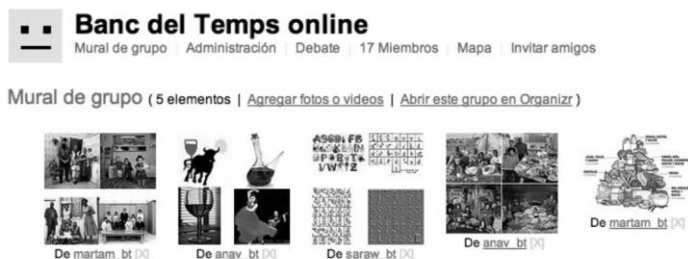 Banc del Temps online
Mural de grupo | Administración | Debate | 17 Miembros | Mapa | Invitar amigos
Mural de grupo ( 5 elementos | Agregar fotos o videos | Abrir este grupo en Organizr )
De martam_bt [X]
De anav_bt [X]
De saraw_bt [X]
De anav_bt [X]
De martam_bt [X]